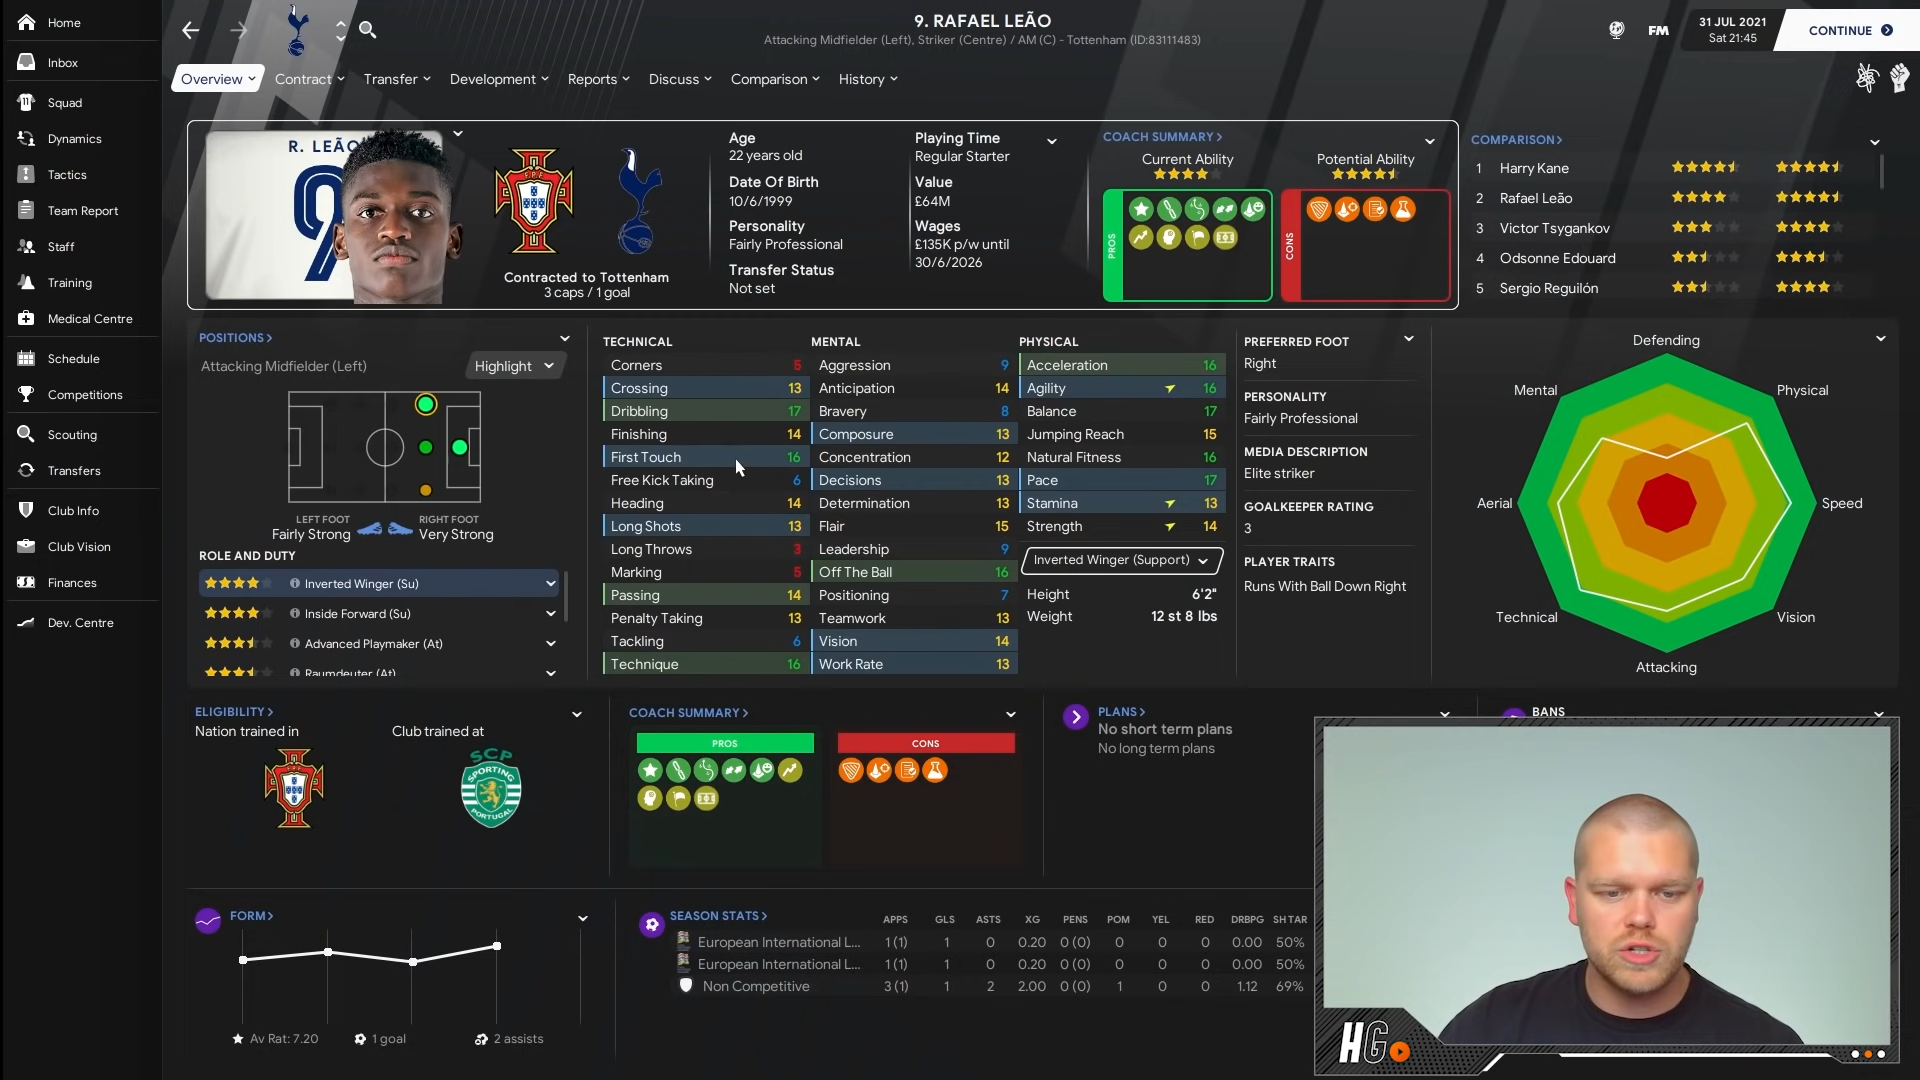 Home
Inbox
Squad
Dynamics
Tactics
Team Report
Staff
Training
Medical Centre
Schedule
Competitions
Scouting
Transfers
Club Info
Club Vision
Finances
Dev. Centre
9. RAFAEL LEÃO
Attacking Midfielder (Left), Striker (Centre) / AM (C) - Tottenham (ID:83111483)
FM
31 JUL 2021
Sat 21:45
CONTINUE
Overview
Contract
Transfer
Development
Reports
Discuss
Comparison
History
R. LEÃO
9
FPF
Contracted to Tottenham
3 caps / 1 goal
Age
22 years old
Date Of Birth
10/6/1999
Personality
Fairly Professional
Transfer Status
Not set
Playing Time
Regular Starter
Value
£64M
Wages
£135K p/w until
30/6/2026
COACH SUMMARY >
Current Ability
Potential Ability
PROS
CONS
COMPARISON >
1 Harry Kane
2 Rafael Leão
3 Victor Tsygankov
4 Odsonne Edouard
5 Sergio Reguilón
POSITIONS >
Attacking Midfielder (Left)
Highlight
LEFT FOOT
Fairly Strong
RIGHT FOOT
Very Strong
ROLE AND DUTY
Inverted Winger (Su)
Inside Forward (Su)
Advanced Playmaker (At)
Raumdeuter (At)
TECHNICAL
Corners 5
Crossing 13
Dribbling 17
Finishing 14
First Touch 16
Free Kick Taking 6
Heading 14
Long Shots 13
Long Throws 3
Marking 5
Passing 14
Penalty Taking 13
Tackling 6
Technique 16
MENTAL
Aggression 9
Anticipation 14
Bravery 8
Composure 13
Concentration 12
Decisions 13
Determination 13
Flair 15
Leadership 9
Off The Ball 16
Positioning 7
Teamwork 13
Vision 14
Work Rate 13
PHYSICAL
Acceleration 16
Agility 16
Balance 17
Jumping Reach 15
Natural Fitness 16
Pace 17
Stamina 13
Strength 14
Inverted Winger (Support)
Height 6'2"
Weight 12 st 8 lbs
PREFERRED FOOT
Right
PERSONALITY
Fairly Professional
MEDIA DESCRIPTION
Elite striker
GOALKEEPER RATING
3
PLAYER TRAITS
Runs With Ball Down Right
Defending
Physical
Speed
Vision
Attacking
Technical
Aerial
Mental
ELIGIBILITY >
Nation trained in
Club trained at
SCP
SPORTING
PORTUGAL
COACH SUMMARY >
PROS
CONS
PLANS >
No short term plans
No long term plans
BANS
FORM >
Av Rat: 7.20
1 goal
2 assists
SEASON STATS > APPS GLS ASTS XG PENS POM YEL RED DRBPG SH TAR
European International L... 1 (1) 1 0 0.20 0 (0) 0 0 0 0.00 50%
European International L... 1 (1) 1 0 0.20 0 (0) 0 0 0 0.00 50%
Non Competitive 3 (1) 1 2 2.00 0 (0) 1 0 0 1.12 69%
HG